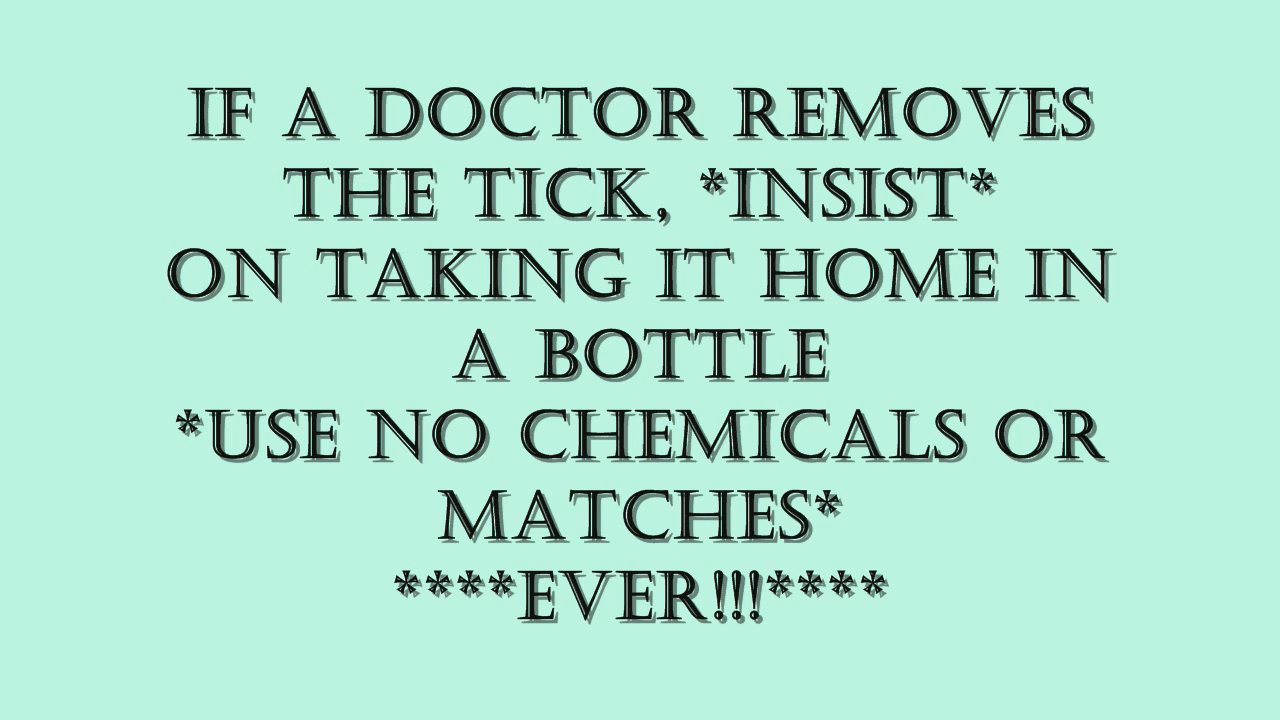 IF A DOCTOR REMOVES
THE TICK, *INSIST*
ON TAKING IT HOME IN
A BOTTLE
*USE NO CHEMICALS OR
MATCHES*
****EVER!!!****